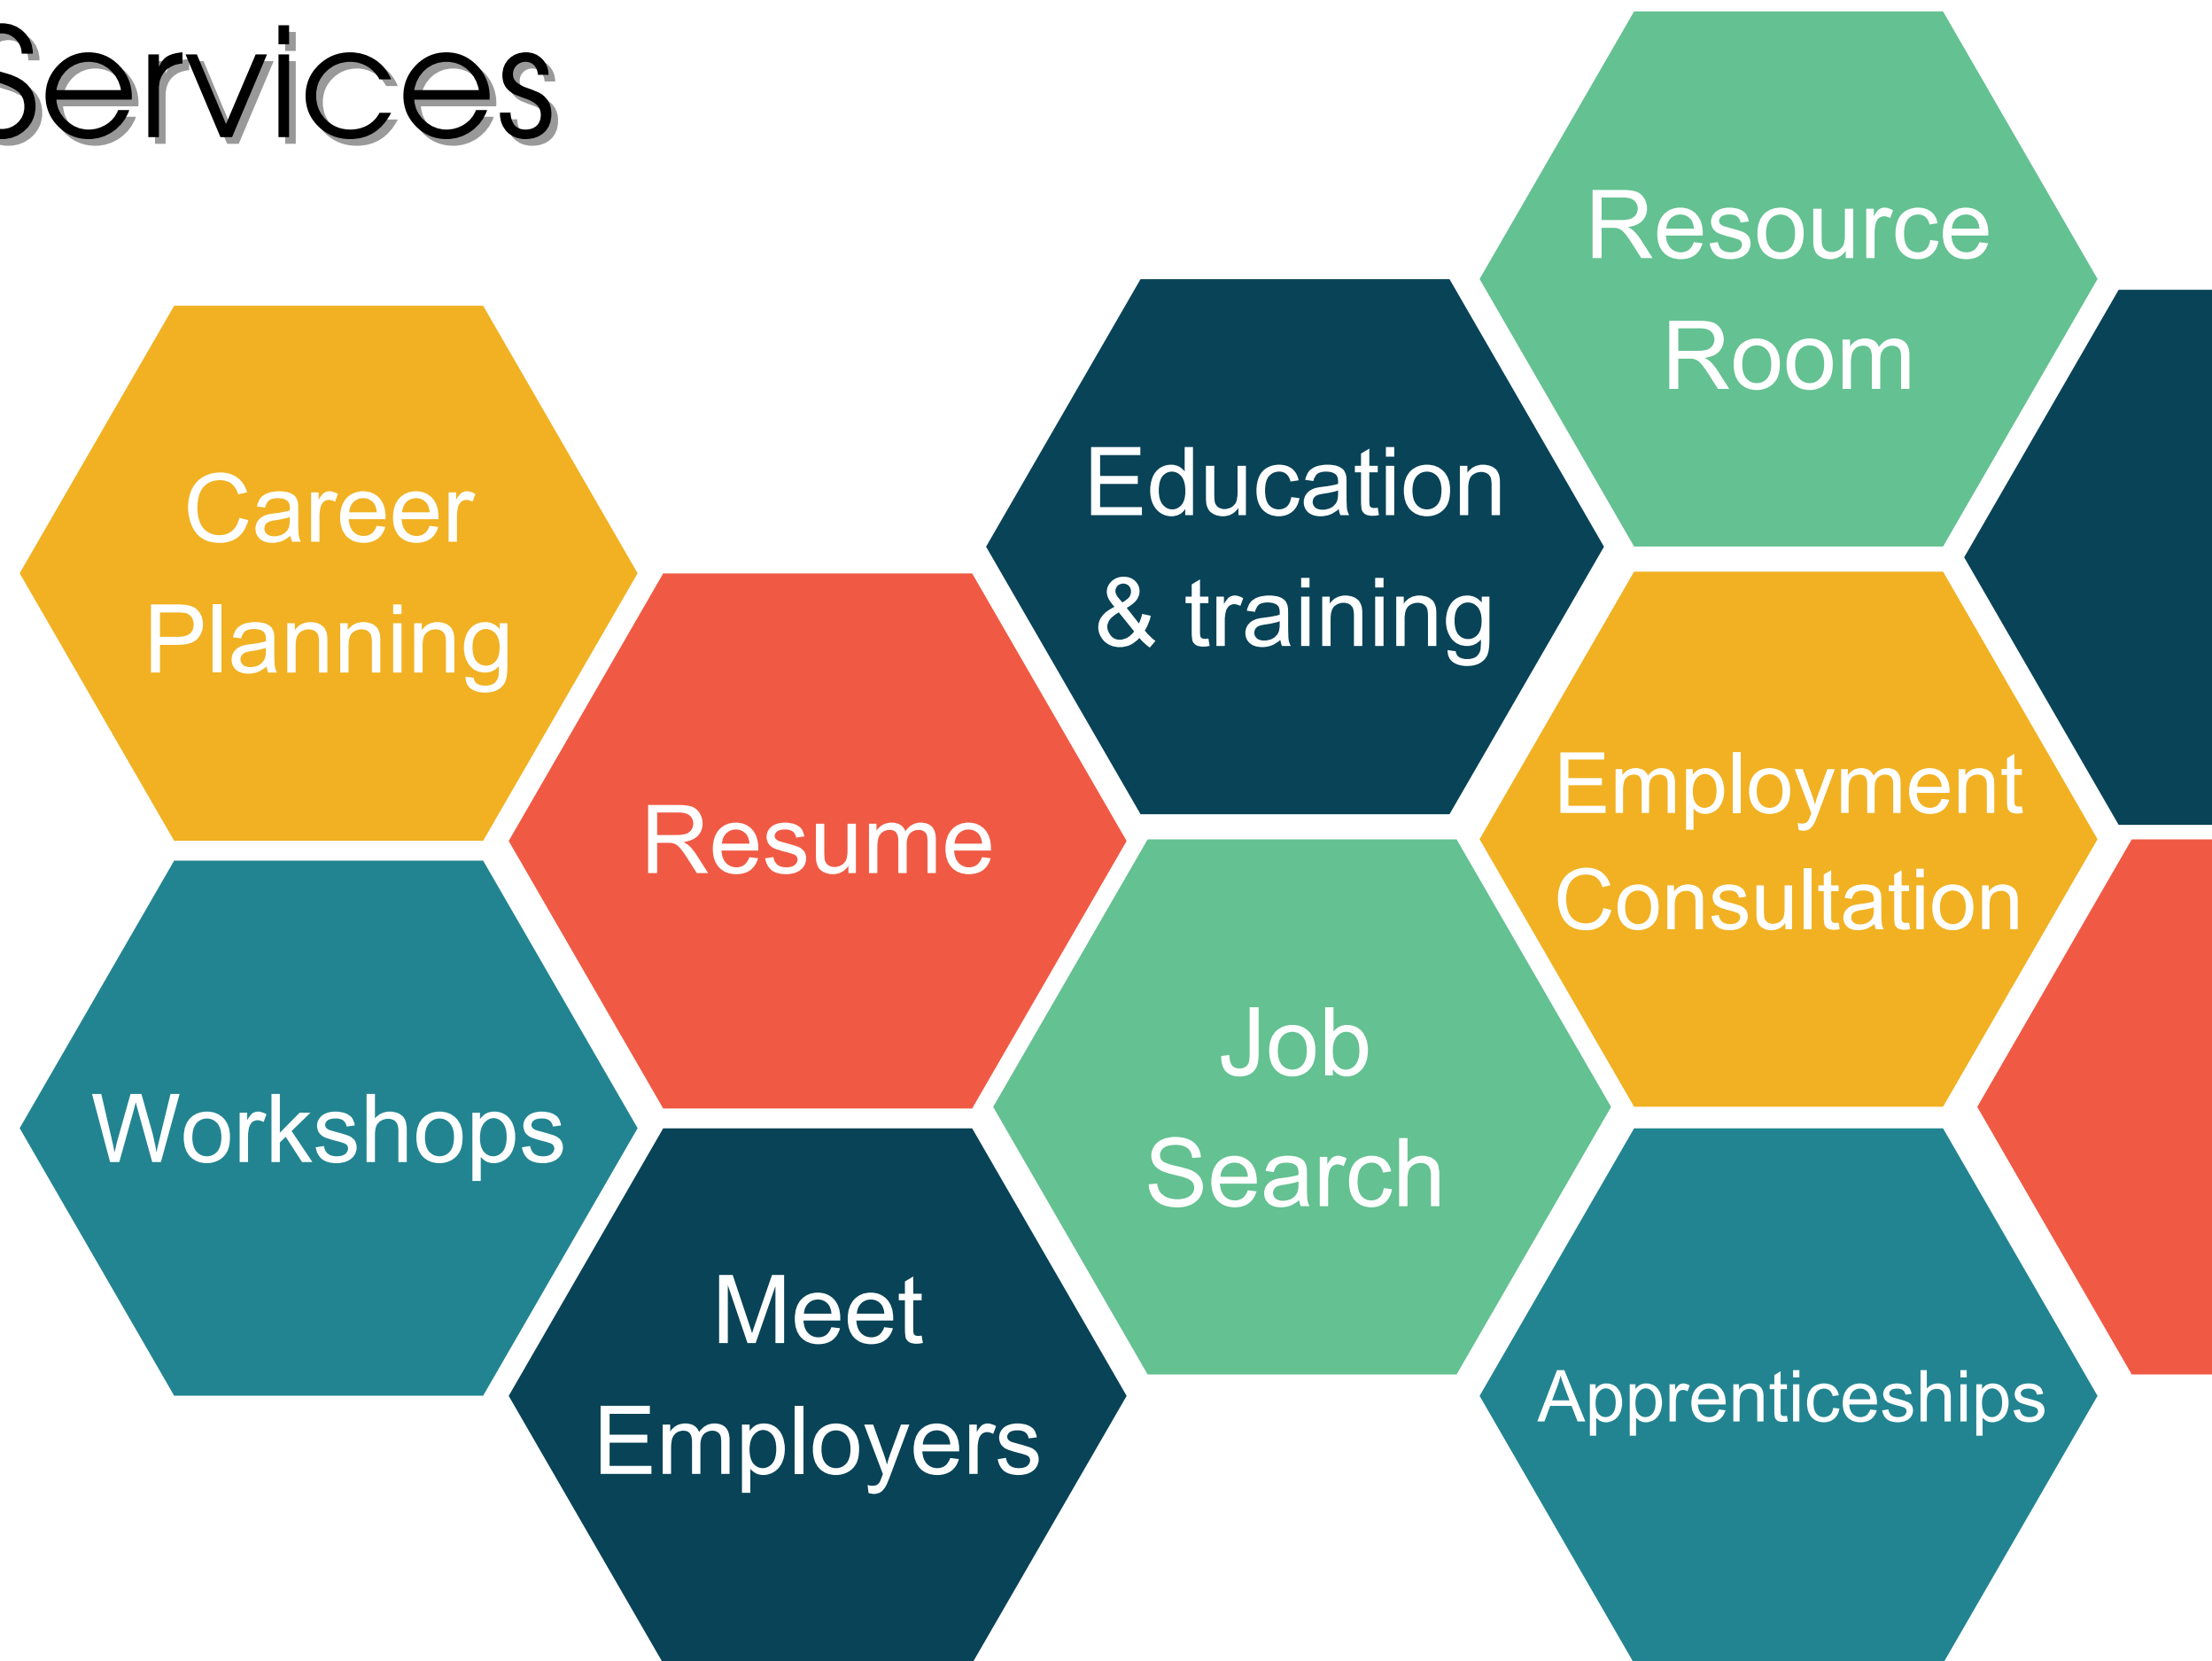 Services
Career
Planning
Workshops
Resume
Meet
Employers
Education
& training
Job
Search
Resource
Room
Employment
Consultation
Apprenticeships